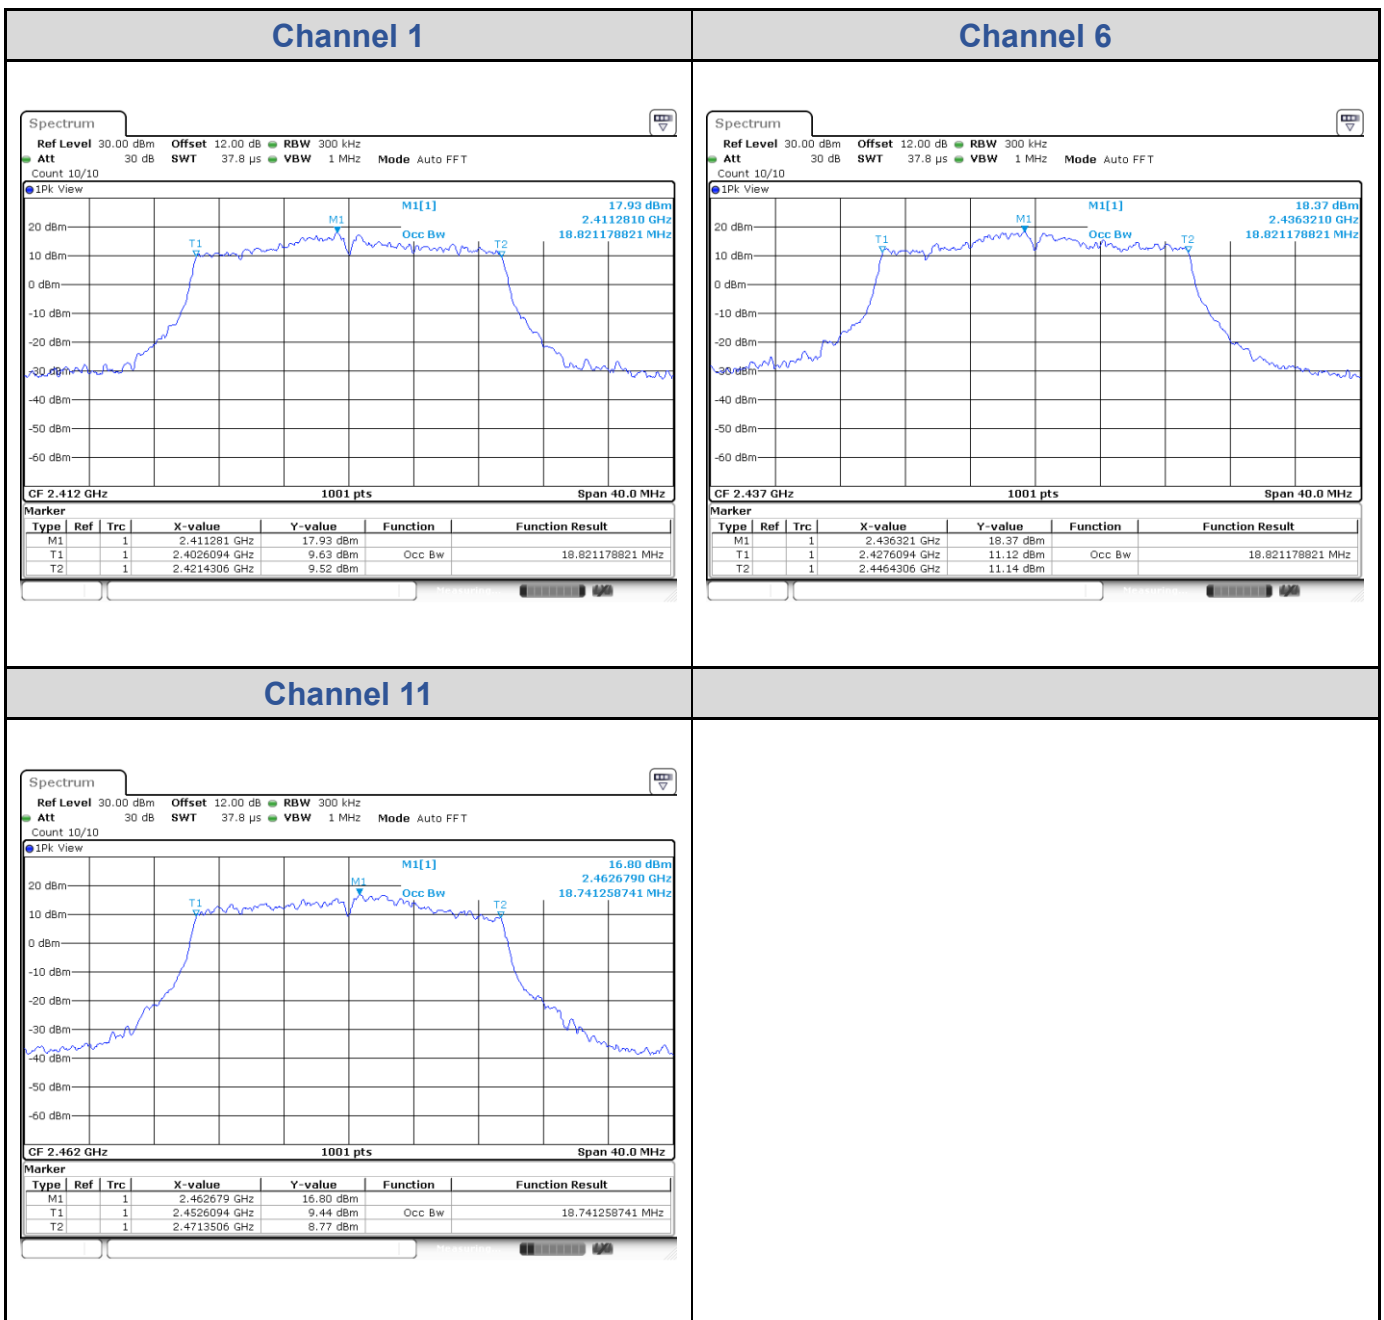 Channel 1
Channel 6
Spectrum
Ref Level 30.00 dBm Offset 12.00 dB RBW 300 kHz
Att 30 dB SWT 37.8 µs VBW 1 MHz Mode Auto FFT
Count 10/10
1Pk View
M1[1] 17.93 dBm
2.4112810 GHz
Occ Bw 18.821178821 MHz
M1
T1
T2
20 dBm
10 dBm
0 dBm
-10 dBm
-20 dBm
-30 dBm
-40 dBm
-50 dBm
-60 dBm
CF 2.412 GHz 1001 pts Span 40.0 MHz
Marker
Type Ref Trc X-value Y-value Function Function Result
M1 1 2.411281 GHz 17.93 dBm
T1 1 2.4026094 GHz 9.63 dBm Occ Bw 18.821178821 MHz
T2 1 2.4214306 GHz 9.52 dBm
Spectrum
Ref Level 30.00 dBm Offset 12.00 dB RBW 300 kHz
Att 30 dB SWT 37.8 µs VBW 1 MHz Mode Auto FFT
Count 10/10
1Pk View
M1[1] 18.37 dBm
2.4363210 GHz
Occ Bw 18.821178821 MHz
M1
T1
T2
20 dBm
10 dBm
0 dBm
-10 dBm
-20 dBm
-30 dBm
-40 dBm
-50 dBm
-60 dBm
CF 2.437 GHz 1001 pts Span 40.0 MHz
Marker
Type Ref Trc X-value Y-value Function Function Result
M1 1 2.436321 GHz 18.37 dBm
T1 1 2.4276094 GHz 11.12 dBm Occ Bw 18.821178821 MHz
T2 1 2.4464306 GHz 11.14 dBm
Channel 11
Spectrum
Ref Level 30.00 dBm Offset 12.00 dB RBW 300 kHz
Att 30 dB SWT 37.8 µs VBW 1 MHz Mode Auto FFT
Count 10/10
1Pk View
M1[1] 16.80 dBm
2.4626790 GHz
Occ Bw 18.741258741 MHz
M1
T1
T2
20 dBm
10 dBm
0 dBm
-10 dBm
-20 dBm
-30 dBm
-40 dBm
-50 dBm
-60 dBm
CF 2.462 GHz 1001 pts Span 40.0 MHz
Marker
Type Ref Trc X-value Y-value Function Function Result
M1 1 2.462679 GHz 16.80 dBm
T1 1 2.4526094 GHz 9.44 dBm Occ Bw 18.741258741 MHz
T2 1 2.4713506 GHz 8.77 dBm